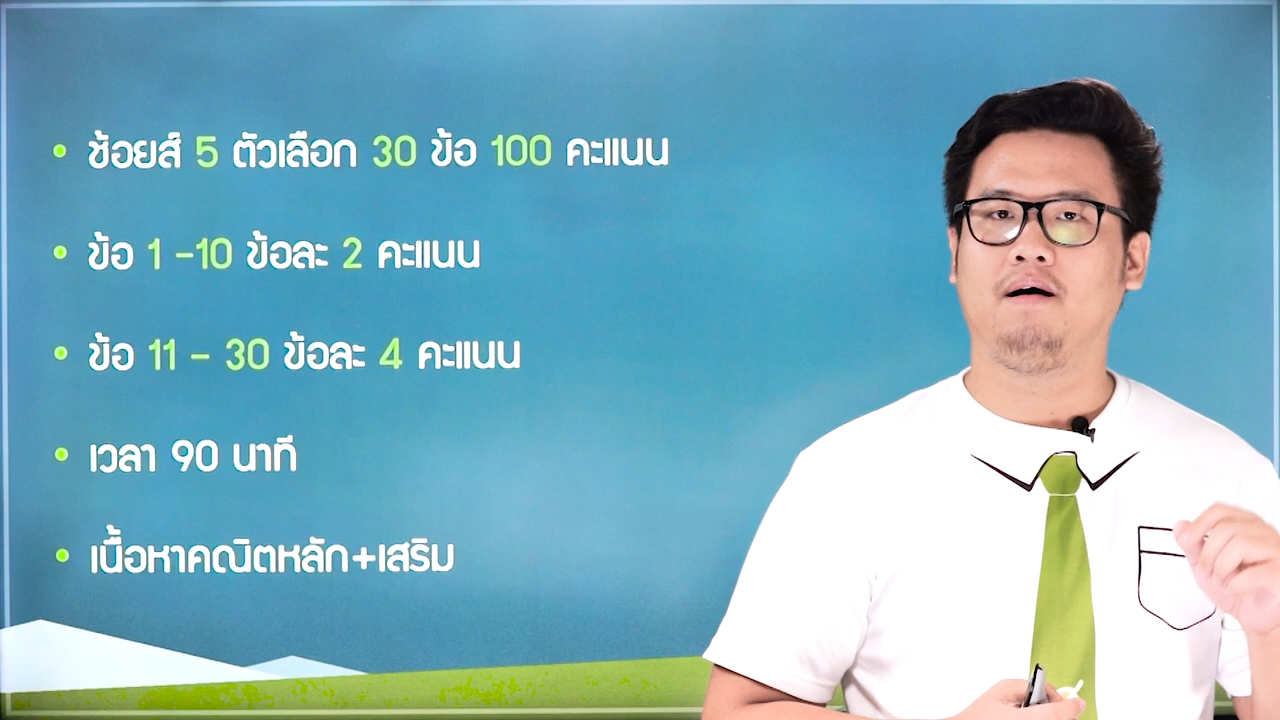 ช้อยส์ 5 ตัวเลือก 30 ข้อ 100 คะแนน
ข้อ 1 -10 ข้อละ 2 คะแนน
ข้อ 11 - 30 ข้อละ 4 คะแนน
เวลา 90 นาที
เนื้อหาคณิตหลัก+เสริม